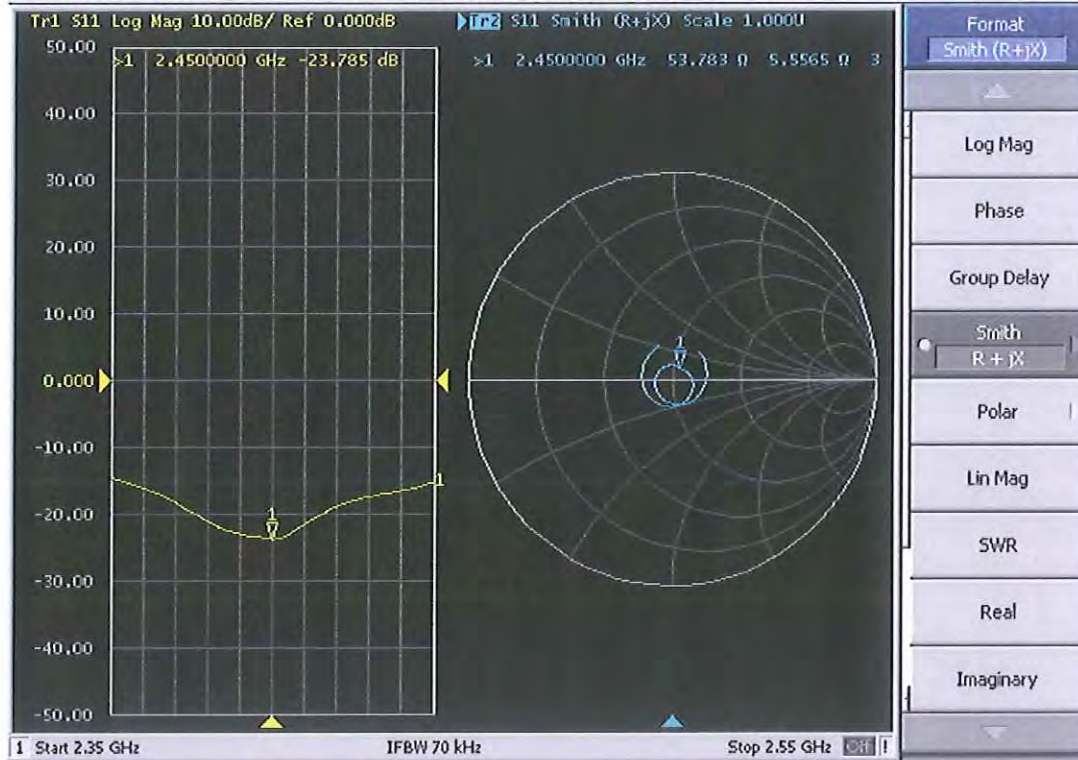 Tr1 S11 Log Mag 10.00dB/ Ref 0.000dB
50.00
>1 2.4500000 GHz -23.785 dB
40.00
30.00
20.00
10.00
0.000
-10.00
-20.00
-30.00
-40.00
-50.00
1
1
Tr2 S11 Smith (R+jX) Scale 1.000U
>1 2.4500000 GHz 53.783 Ω 5.5565 Ω 3
1
1 Start 2.35 GHz
IFBW 70 kHz
Stop 2.55 GHz Off !
Format
Smith (R+jX)
Log Mag
Phase
Group Delay
Smith
R + jX
Polar
Lin Mag
SWR
Real
Imaginary